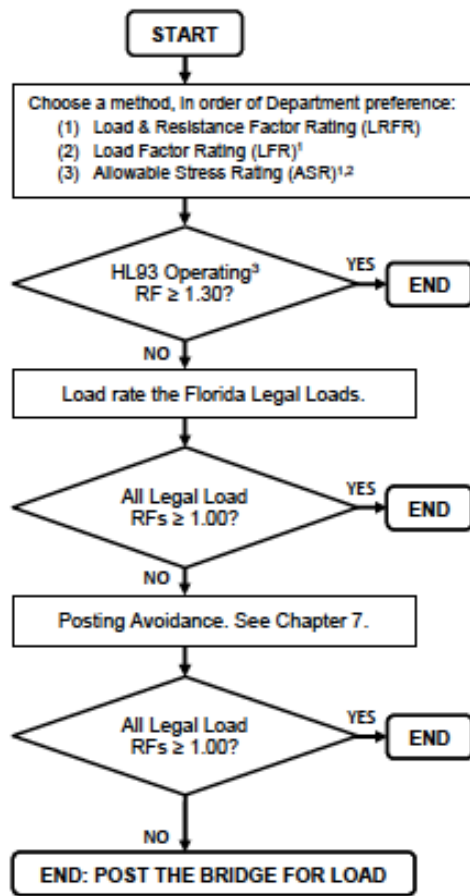 START
Choose a method, in order of Department preference:
(1) Load & Resistance Factor Rating (LRFR)
(2) Load Factor Rating (LFR)¹
(3) Allowable Stress Rating (ASR)¹,²
HL93 Operating³
RF ≥ 1.30?
YES
END
NO
Load rate the Florida Legal Loads.
All Legal Load
RFs ≥ 1.00?
YES
END
NO
Posting Avoidance. See Chapter 7.
All Legal Load
RFs ≥ 1.00?
YES
END
NO
END: POST THE BRIDGE FOR LOAD